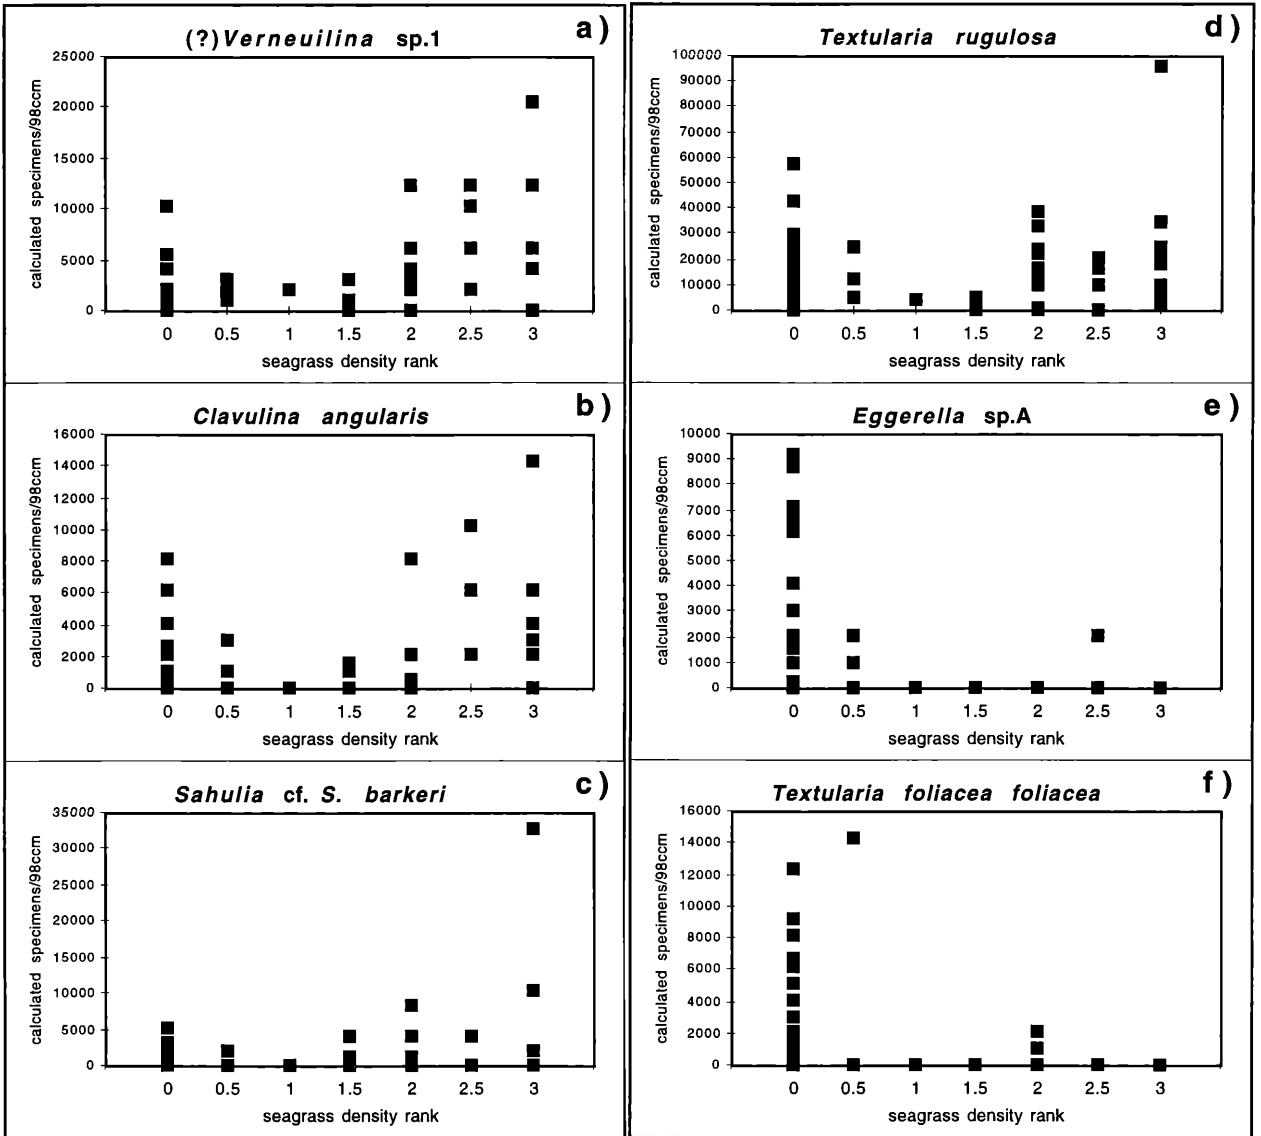 a)
(?)Verneuilina sp.1
calculated specimens/98ccm
25000
20000
15000
10000
5000
0
0 0.5 1 1.5 2 2.5 3
seagrass density rank
b)
Clavulina angularis
calculated specimens/98ccm
16000
14000
12000
10000
8000
6000
4000
2000
0
0 0.5 1 1.5 2 2.5 3
seagrass density rank
c)
Sahulia cf. S. barkeri
calculated specimens/98ccm
35000
30000
25000
20000
15000
10000
5000
0
0 0.5 1 1.5 2 2.5 3
seagrass density rank
d)
Textularia rugulosa
calculated specimens/98ccm
100000
90000
80000
70000
60000
50000
40000
30000
20000
10000
0
0 0.5 1 1.5 2 2.5 3
seagrass density rank
e)
Eggerella sp.A
calculated specimens/98ccm
10000
9000
8000
7000
6000
5000
4000
3000
2000
1000
0
0 0.5 1 1.5 2 2.5 3
seagrass density rank
f)
Textularia foliacea foliacea
calculated specimens/98ccm
16000
14000
12000
10000
8000
6000
4000
2000
0
0 0.5 1 1.5 2 2.5 3
seagrass density rank